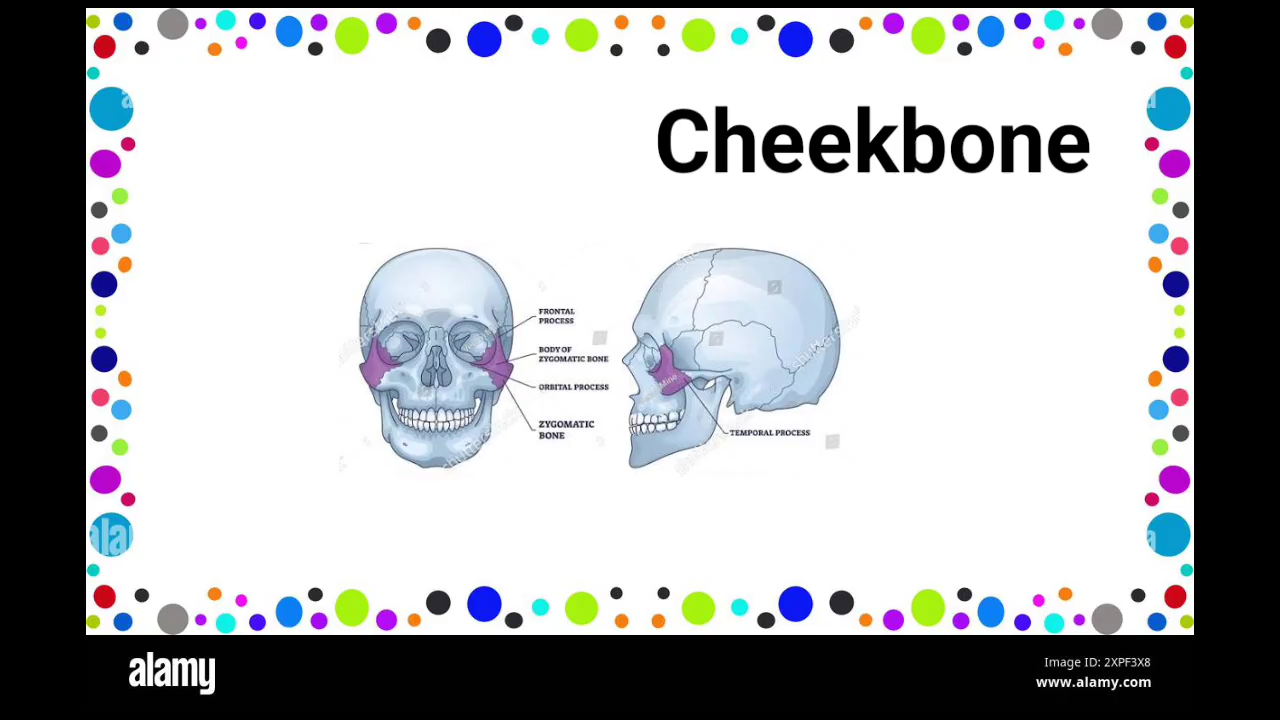 Cheekbone
FRONTAL
PROCESS
BODY OF
ZYGOMATIC BONE
ORBITAL PROCESS
ZYGOMATIC
BONE
TEMPORAL PROCESS
alamy
Image ID: 2XPF3X8
www.alamy.com